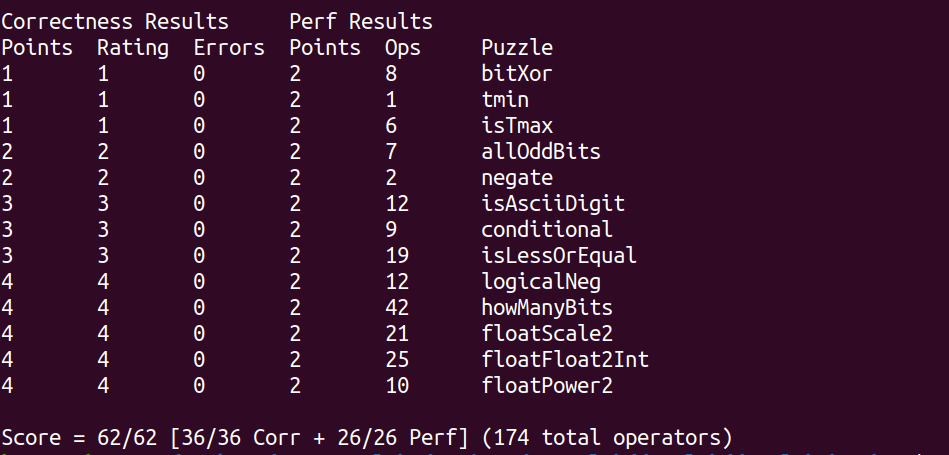 Correctness Results     Perf Results
Points  Rating  Errors  Points  Ops     Puzzle
1       1       0       2       8       bitXor
1       1       0       2       1       tmin
1       1       0       2       6       isTmax
2       2       0       2       7       allOddBits
2       2       0       2       2       negate
3       3       0       2       12      isAsciiDigit
3       3       0       2       9       conditional
3       3       0       2       19      isLessOrEqual
4       4       0       2       12      logicalNeg
4       4       0       2       42      howManyBits
4       4       0       2       21      floatScale2
4       4       0       2       25      floatFloat2Int
4       4       0       2       10      floatPower2
Score = 62/62 [36/36 Corr + 26/26 Perf] (174 total operators)